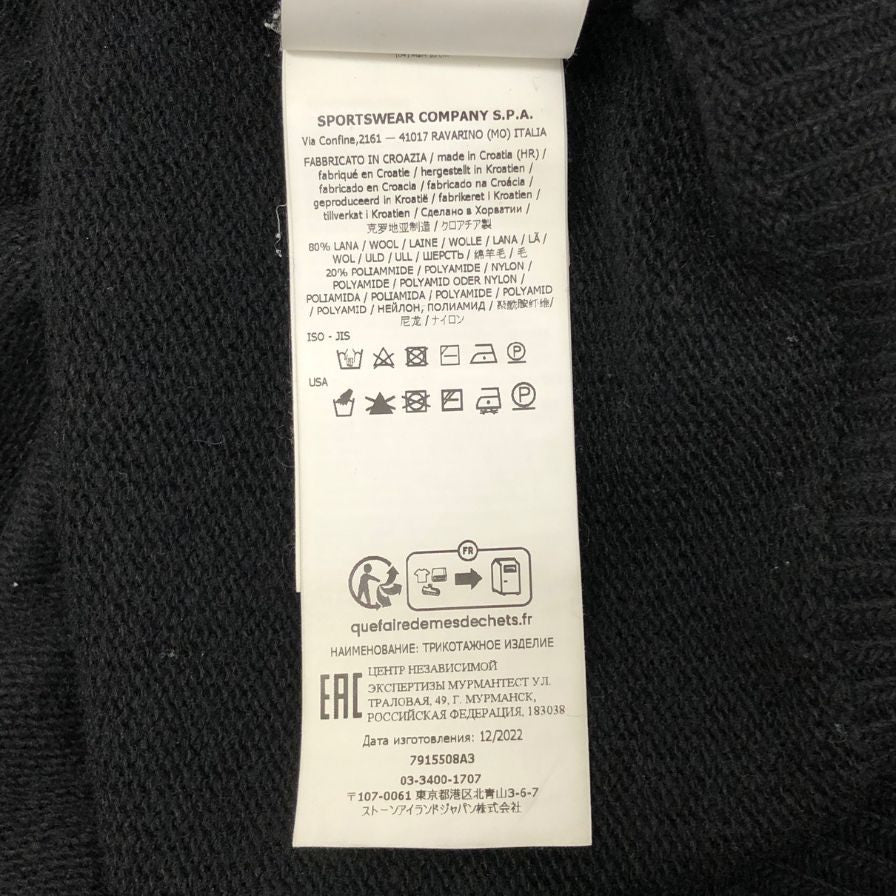 SPORTSWEAR COMPANY S.P.A.
Via Confine,2161 — 41017 RAVARINO (MO) ITALIA
FABBRICATO IN CROAZIA / made in Croatia (HR) /
fabriqué en Croatie / hergestellt in Kroatien /
fabricado en Croacia / fabricado na Croácia /
geproduceerd in Kroatië / fabrikeret i Kroatien /
tillverkat i Kroatien / Сделано в Хорватии /
克罗地亚制造 / クロアチア製
80% LANA / WOOL / LAINE / WOLLE / LANA / LÃ /
WOL / ULD / ULL / ШЕРСТЬ / 绵羊毛 / 毛
20% POLIAMMIDE / POLYAMIDE / NYLON /
POLYAMIDE / POLYAMID ODER NYLON /
POLIAMIDA / POLIAMIDA / POLYAMIDE / POLYAMID
/ POLYAMID / НЕЙЛОН, ПОЛИАМИД / 聚酰胺纤维/
尼龙 / ナイロン
ISO - JIS
P
USA
P
FR
quefairedemesdechets.fr
НАИМЕНОВАНИЕ: ТРИКОТАЖНОЕ ИЗДЕЛИЕ
EAC ЦЕНТР НЕЗАВИСИМОЙ
ЭКСПЕРТИЗЫ МУРМАНТЕСТ УЛ.
ТРАЛОВАЯ, 49, Г. МУРМАНСК,
РОССИЙСКАЯ ФЕДЕРАЦИЯ, 183038
Дата изготовления: 12/2022
7915508A3
03-3400-1707
〒107-0061 東京都港区北青山3-6-7
ストーンアイランドジャパン株式会社